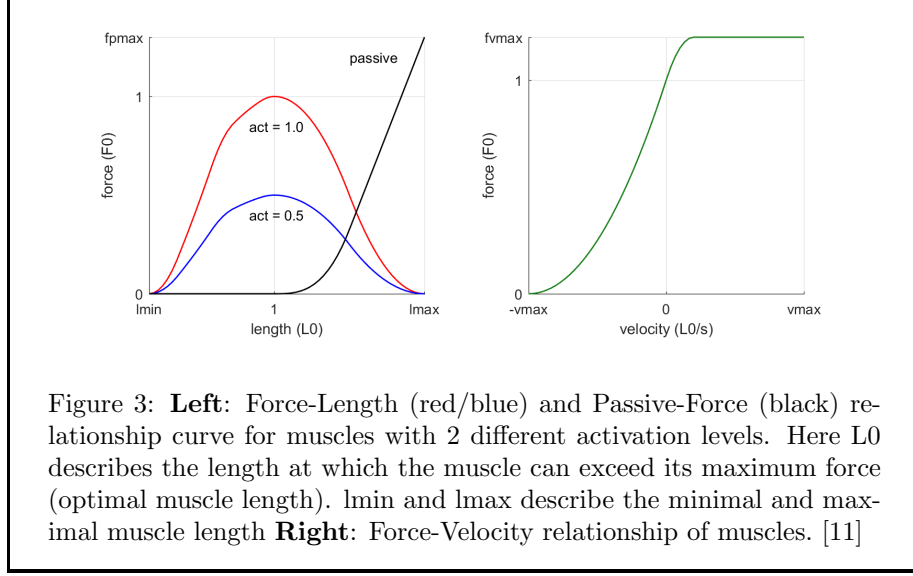 fpmax
passive
1
act = 1.0
act = 0.5
force (F0)
0
lmin
1
lmax
length (L0)
fvmax
1
force (F0)
0
-vmax
0
vmax
velocity (L0/s)
Figure 3: Left: Force-Length (red/blue) and Passive-Force (black) re-
lationship curve for muscles with 2 different activation levels. Here L0
describes the length at which the muscle can exceed its maximum force
(optimal muscle length). lmin and lmax describe the minimal and max-
imal muscle length Right: Force-Velocity relationship of muscles. [11]